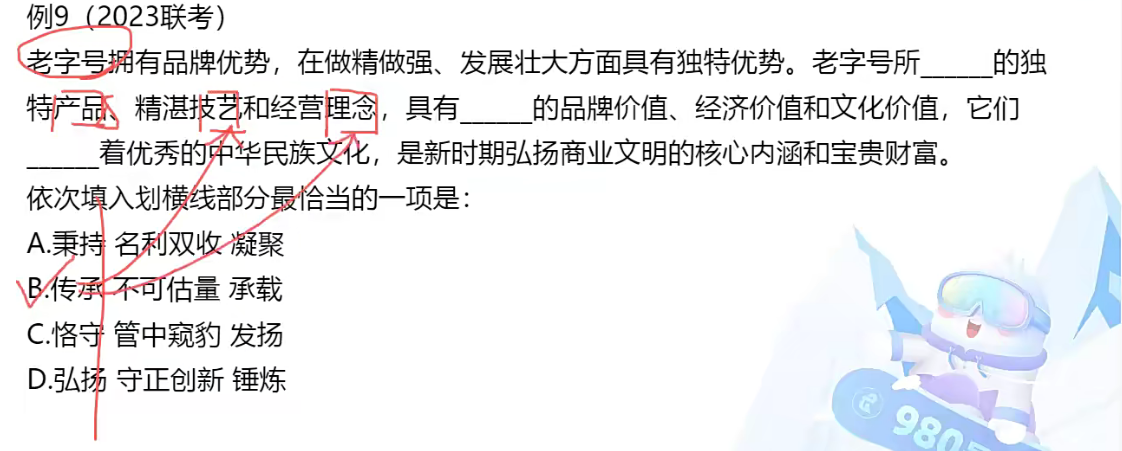 例9（2023联考）
老字号拥有品牌优势，在做精做强、发展壮大方面具有独特优势。老字号所______的独
特产品、精湛技艺和经营理念，具有______的品牌价值、经济价值和文化价值，它们
______着优秀的中华民族文化，是新时期弘扬商业文明的核心内涵和宝贵财富。
依次填入划横线部分最恰当的一项是：
A.秉持 名利双收 凝聚
B.传承 不可估量 承载
C.恪守 管中窥豹 发扬
D.弘扬 守正创新 锤炼